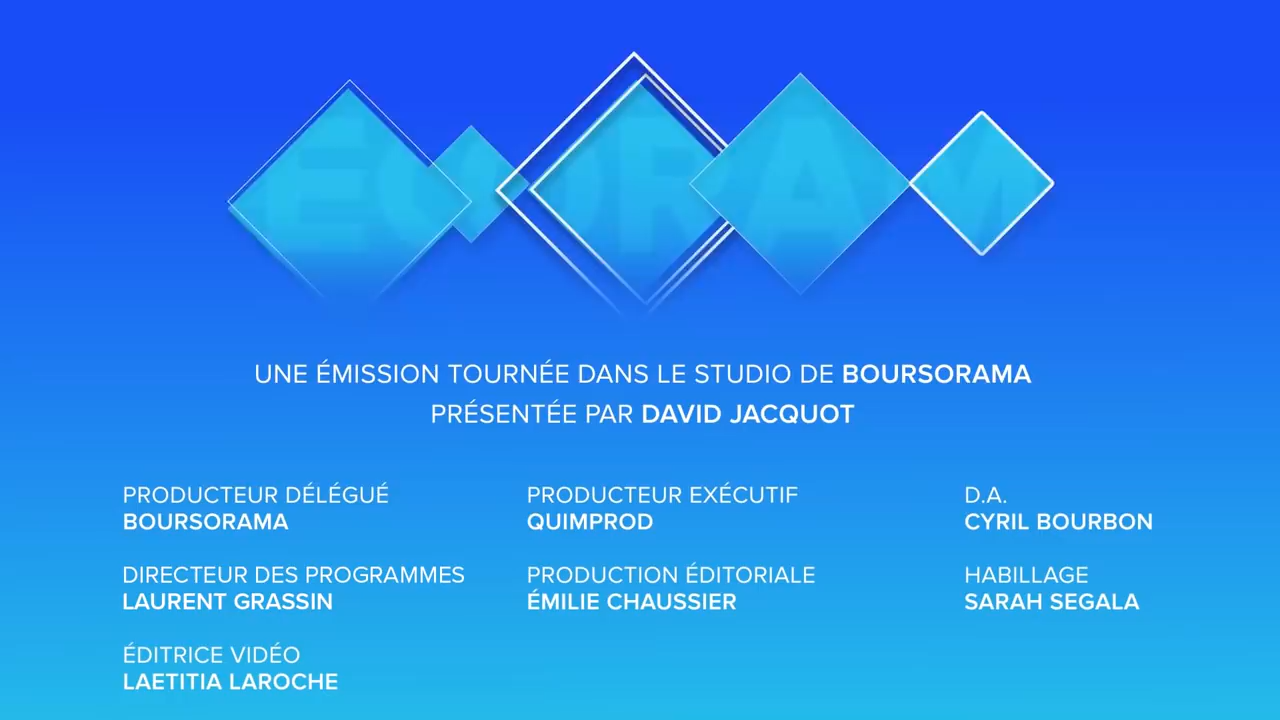 ECORAM
UNE ÉMISSION TOURNÉE DANS LE STUDIO DE BOURSORAMA
PRÉSENTÉE PAR DAVID JACQUOT
PRODUCTEUR DÉLÉGUÉ
BOURSORAMA
DIRECTEUR DES PROGRAMMES
LAURENT GRASSIN
ÉDITRICE VIDÉO
LAETITIA LAROCHE
PRODUCTEUR EXÉCUTIF
QUIMPROD
PRODUCTION ÉDITORIALE
ÉMILIE CHAUSSIER
D.A.
CYRIL BOURBON
HABILLAGE
SARAH SEGALA